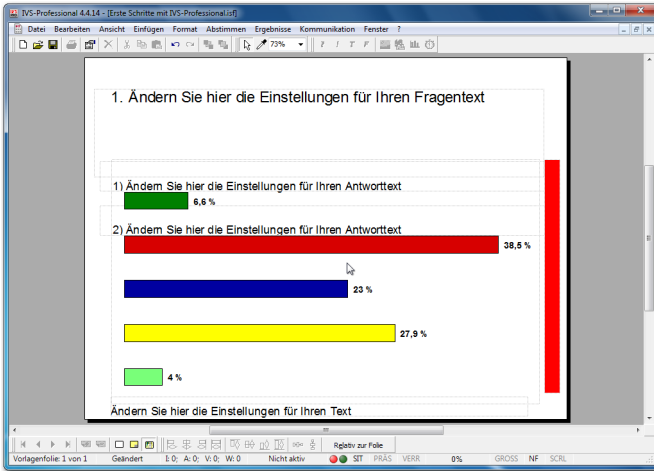 IVS-Professional 4.4.14 - [Erste Schritte mit IVS-Professional.isf]
Datei Bearbeiten Ansicht Einfügen Format Abstimmen Ergebnisse Kommunikation Fenster ?
73% ? ! T F
1. Ändern Sie hier die Einstellungen für Ihren Fragentext
1) Ändern Sie hier die Einstellungen für Ihren Antworttext
6,6 %
2) Ändern Sie hier die Einstellungen für Ihren Antworttext
38,5 %
23 %
27,9 %
4 %
Ändern Sie hier die Einstellungen für Ihren Text
Relativ zur Folie
Vorlagenfolie: 1 von 1 Geändert I: 0; A: 0; V: 0; W: 0 Nicht aktiv SIT PRÄS VERR 0% GROSS NF SCRL